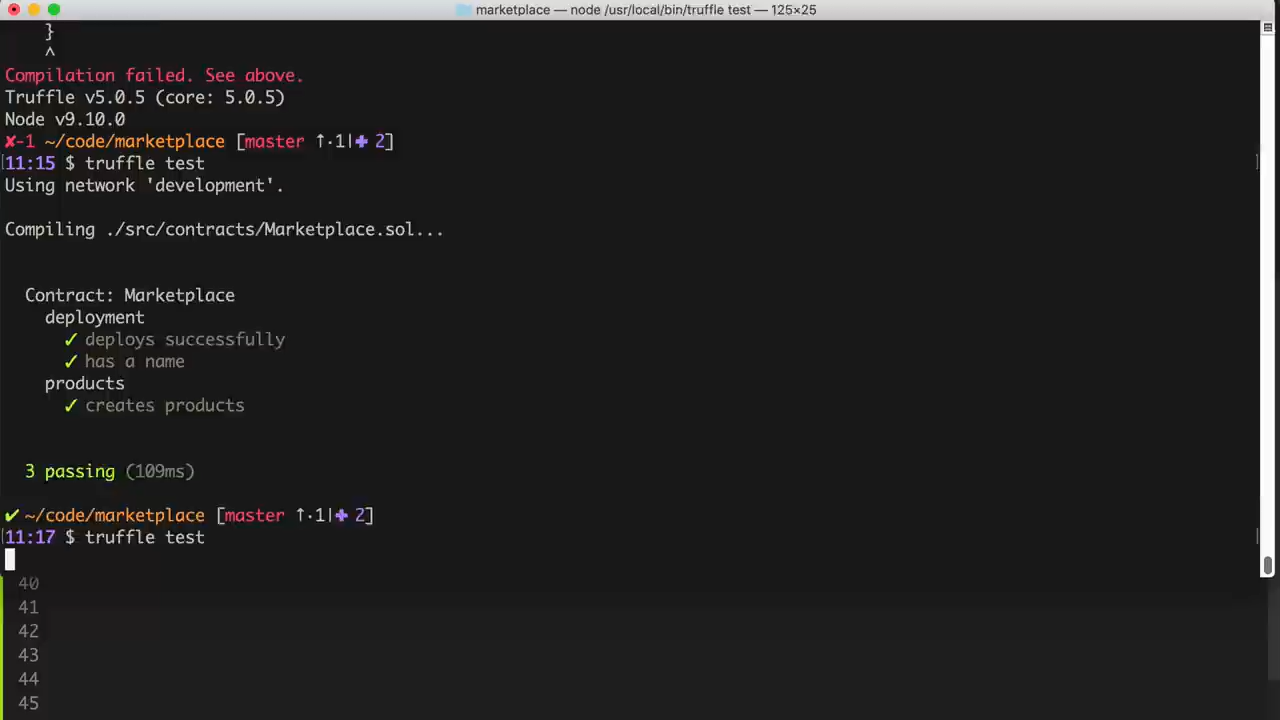 marketplace — node /usr/local/bin/truffle test — 125×25
}
^
Compilation failed. See above.
Truffle v5.0.5 (core: 5.0.5)
Node v9.10.0
✘-1 ~/code/marketplace [master ↑·1|✚ 2]
11:15 $ truffle test
Using network 'development'.
Compiling ./src/contracts/Marketplace.sol...
Contract: Marketplace
deployment
✓ deploys successfully
✓ has a name
products
✓ creates products
3 passing (109ms)
✔ ~/code/marketplace [master ↑·1|✚ 2]
11:17 $ truffle test
40
41
42
43
44
45